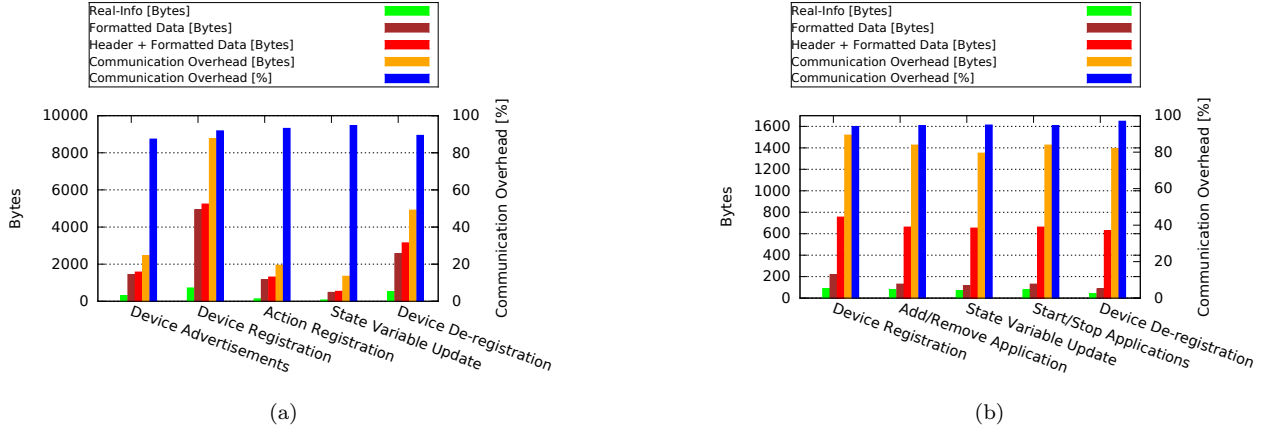 Real-Info [Bytes]
Formatted Data [Bytes]
Header + Formatted Data [Bytes]
Communication Overhead [Bytes]
Communication Overhead [%]
10000
8000
6000
4000
2000
0
100
80
60
40
20
0
Bytes
Communication Overhead [%]
Device Advertisements
Device Registration
Action Registration
State Variable Update
Device De-registration
(a)
Real-Info [Bytes]
Formatted Data [Bytes]
Header + Formatted Data [Bytes]
Communication Overhead [Bytes]
Communication Overhead [%]
1600
1400
1200
1000
800
600
400
200
0
100
80
60
40
20
0
Bytes
Communication Overhead [%]
Device Registration
Add/Remove Application
State Variable Update
Start/Stop Applications
Device De-registration
(b)